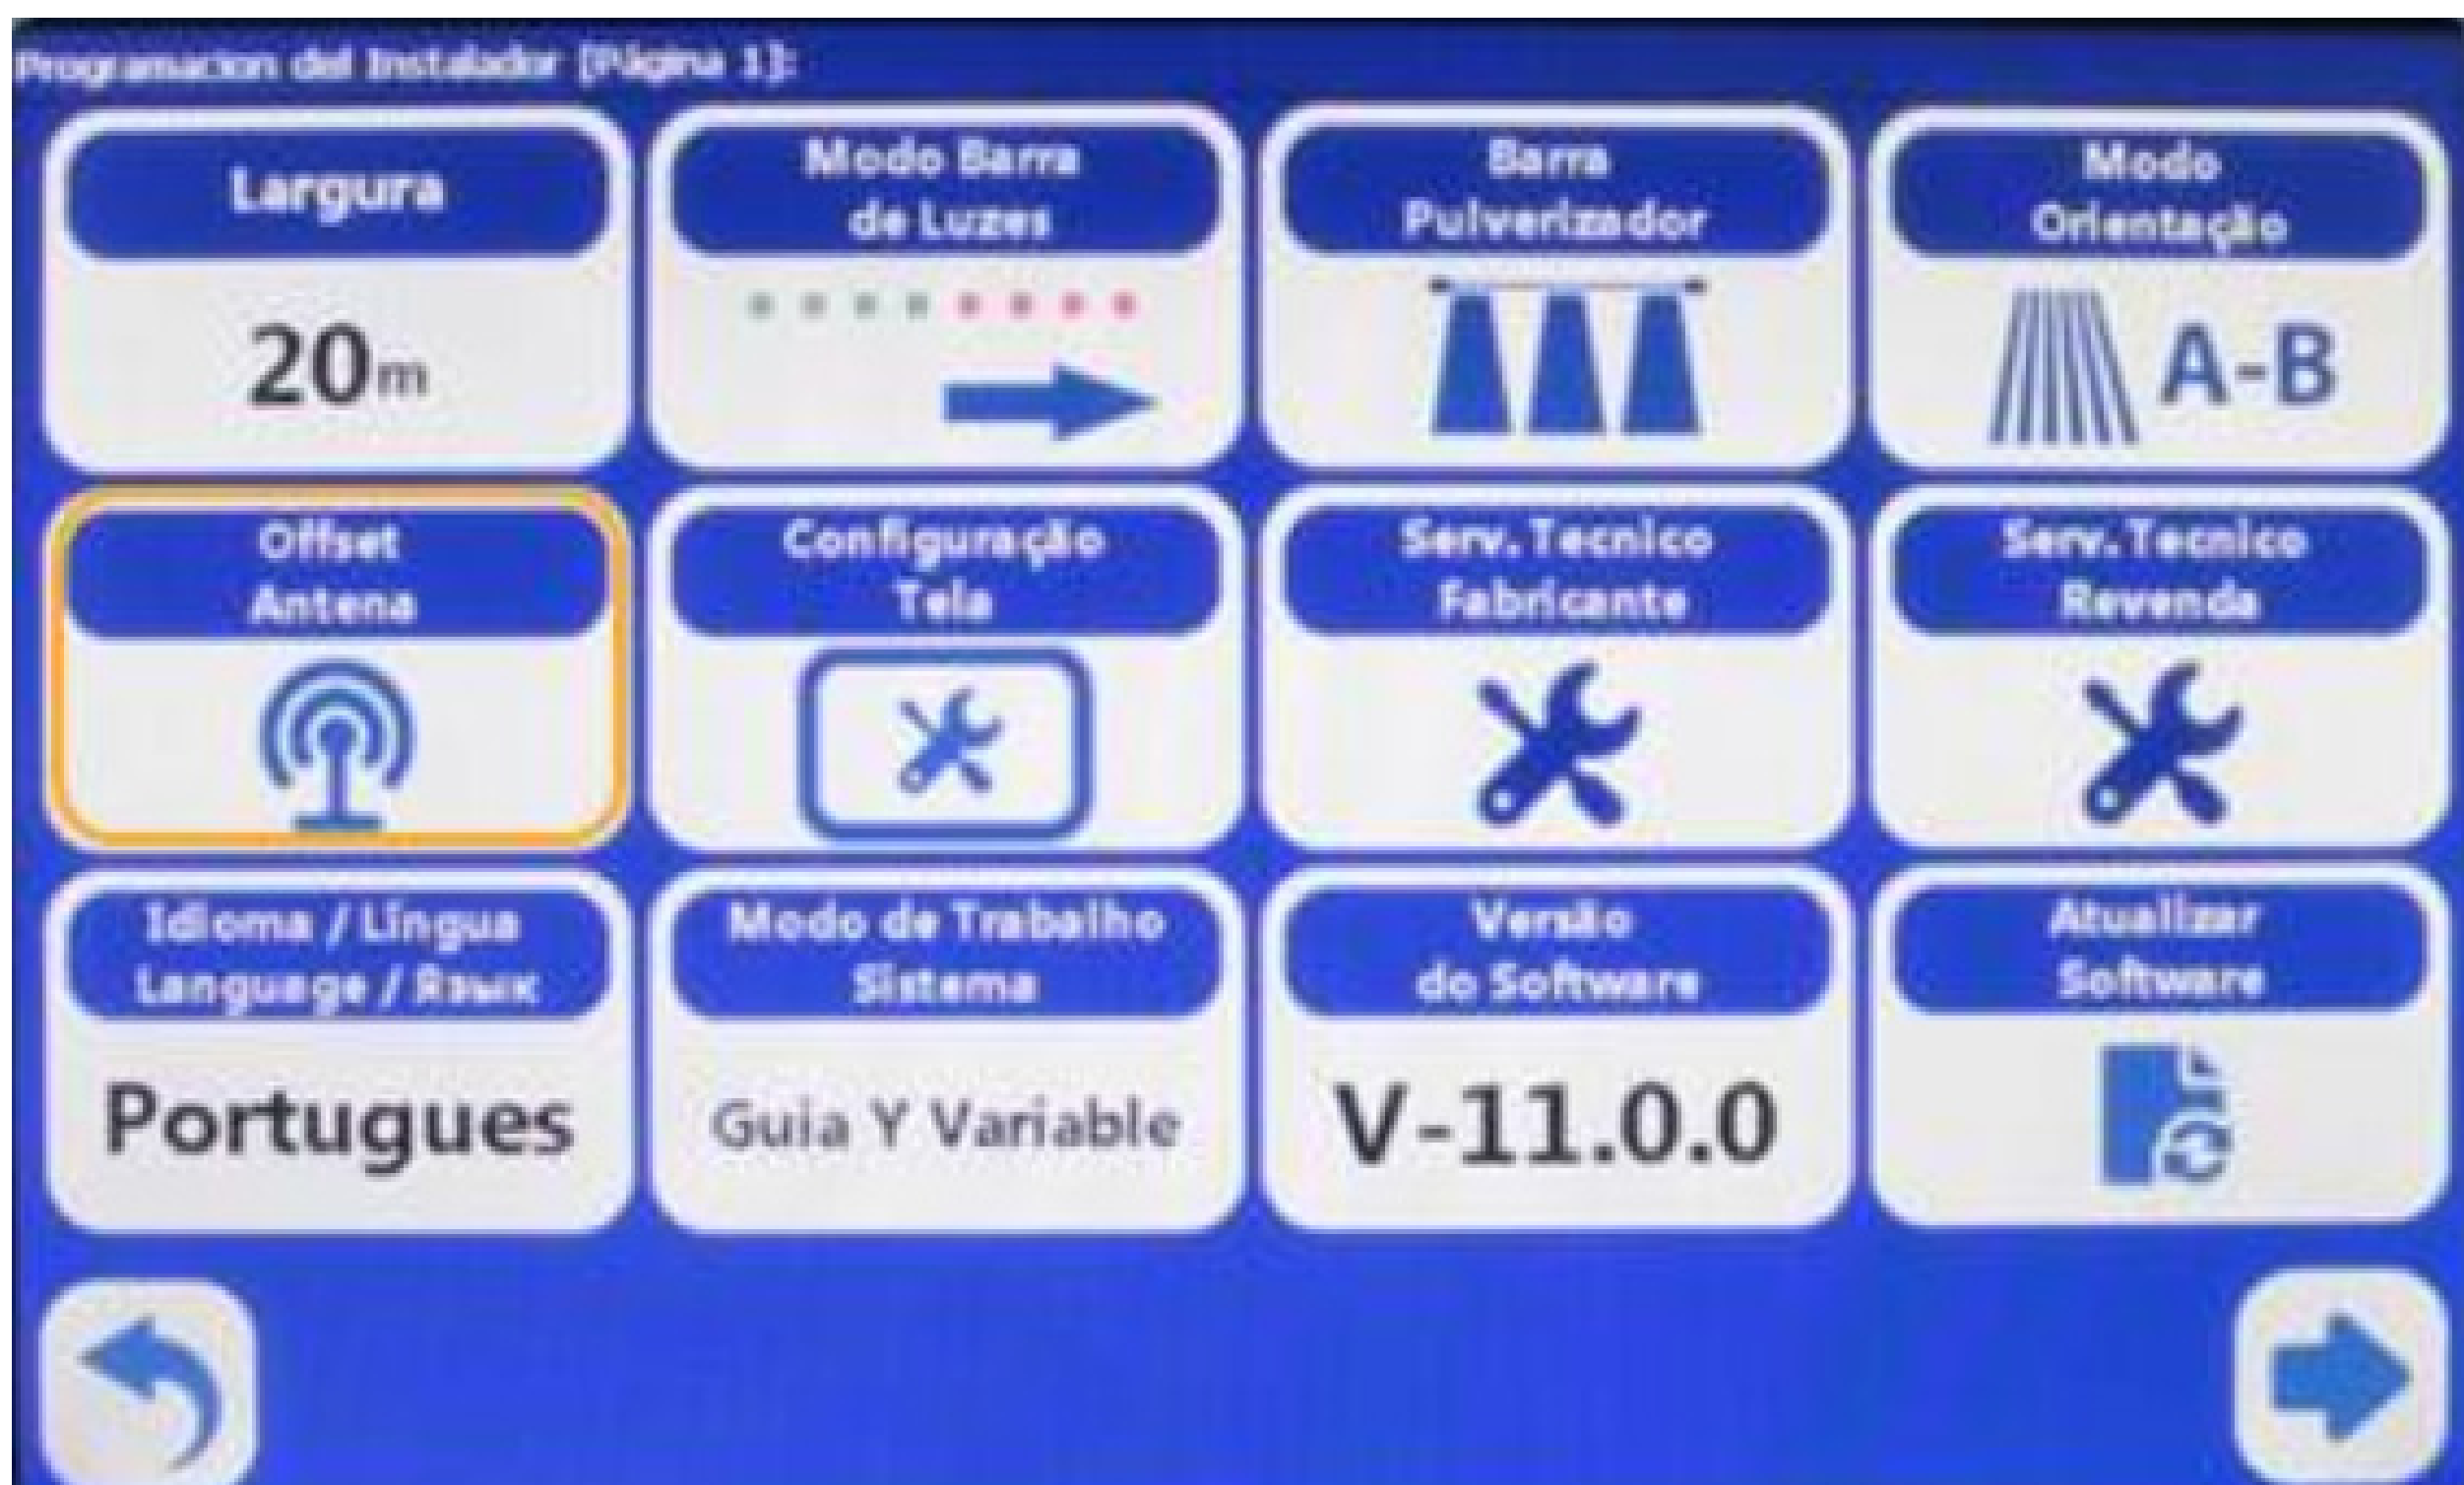 Programacion del Instalador [Página 1]:
Largura
20m
Modo Barra
de Luzes
Barra
Pulverizador
Modo
Orientação
A-B
Offset
Antena
Configuração
Tela
Serv. Tecnico
Fabricante
Serv. Tecnico
Revenda
Idioma / Língua
Language / Язык
Portugues
Modo de Trabalho
Sistema
Guia Y Variable
Versão
do Software
V-11.0.0
Atualizar
Software